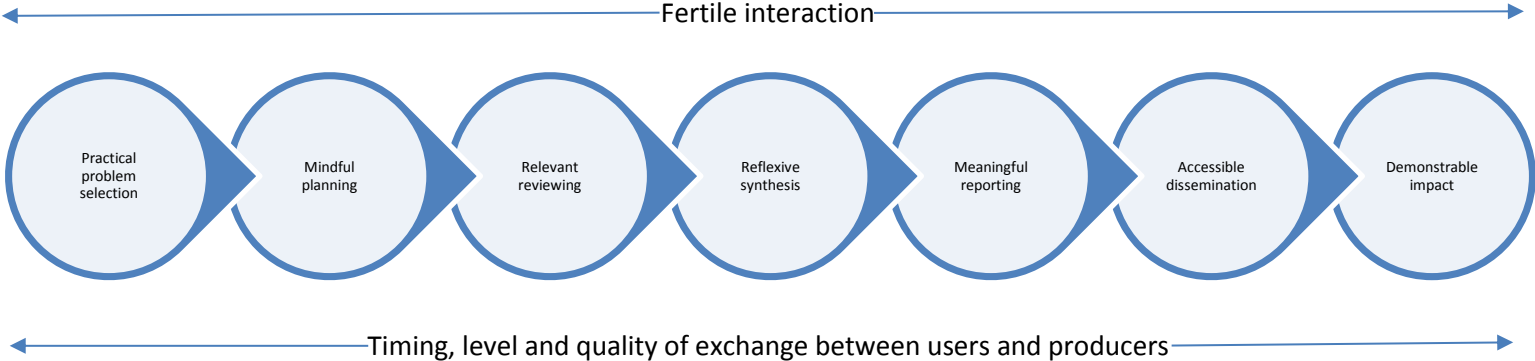 Fertile interaction
Practical
problem
selection
Mindful
planning
Relevant
reviewing
Reflexive
synthesis
Meaningful
reporting
Accessible
dissemination
Demonstrable
impact
Timing, level and quality of exchange between users and producers